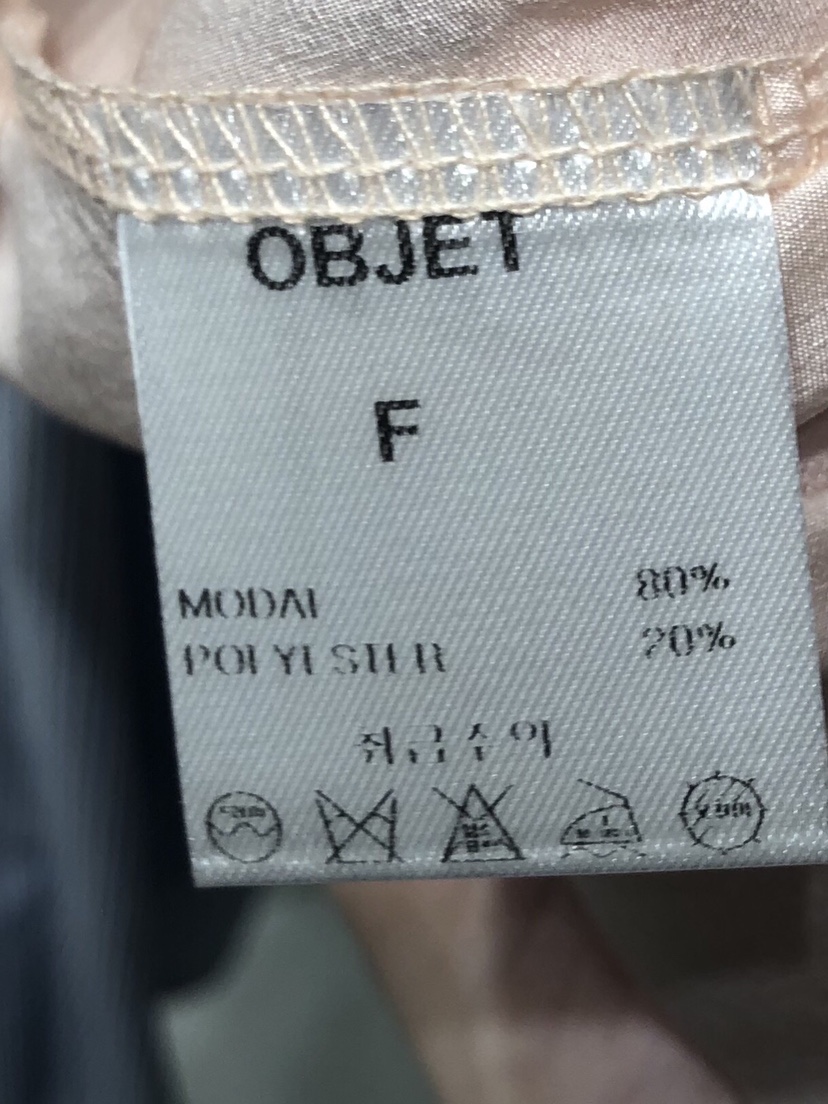 OBJET
F
MODAL 80%
POLYESTER 20%
취급주의